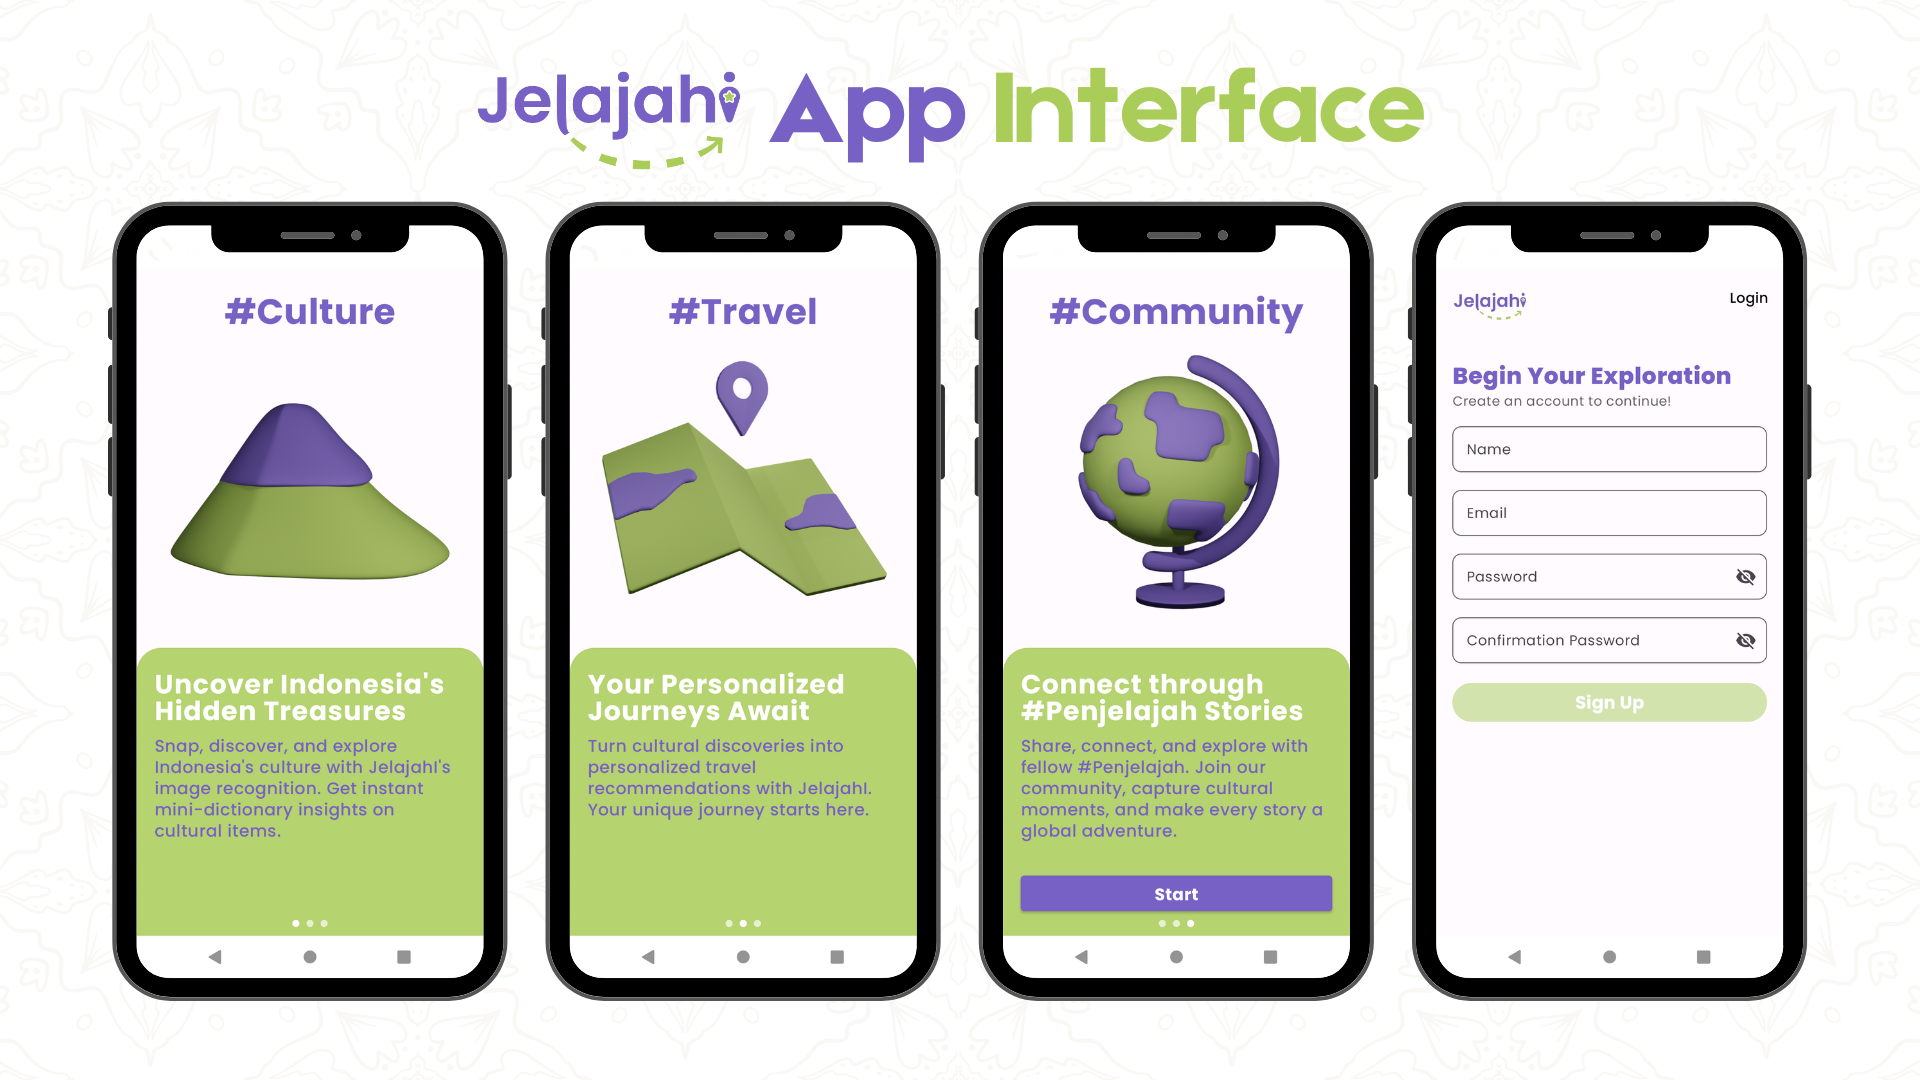 Jelajahi App Interface
#Culture
Uncover Indonesia's
Hidden Treasures
Snap, discover, and explore
Indonesia's culture with JelajahI's
image recognition. Get instant
mini-dictionary insights on
cultural items.
#Travel
Your Personalized
Journeys Await
Turn cultural discoveries into
personalized travel
recommendations with JelajahI.
Your unique journey starts here.
#Community
Connect through
#Penjelajah Stories
Share, connect, and explore with
fellow #Penjelajah. Join our
community, capture cultural
moments, and make every story a
global adventure.
Start
Jelajahi
Login
Begin Your Exploration
Create an account to continue!
Name
Email
Password
Confirmation Password
Sign Up